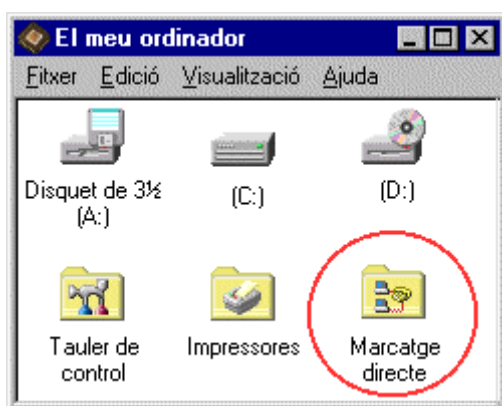 El meu ordinador
Fitxer Edició Visualització Ajuda
Disquet de 3½ (C:) (D:)
(A:)
Tauler de Impressores Marcatge
control directe